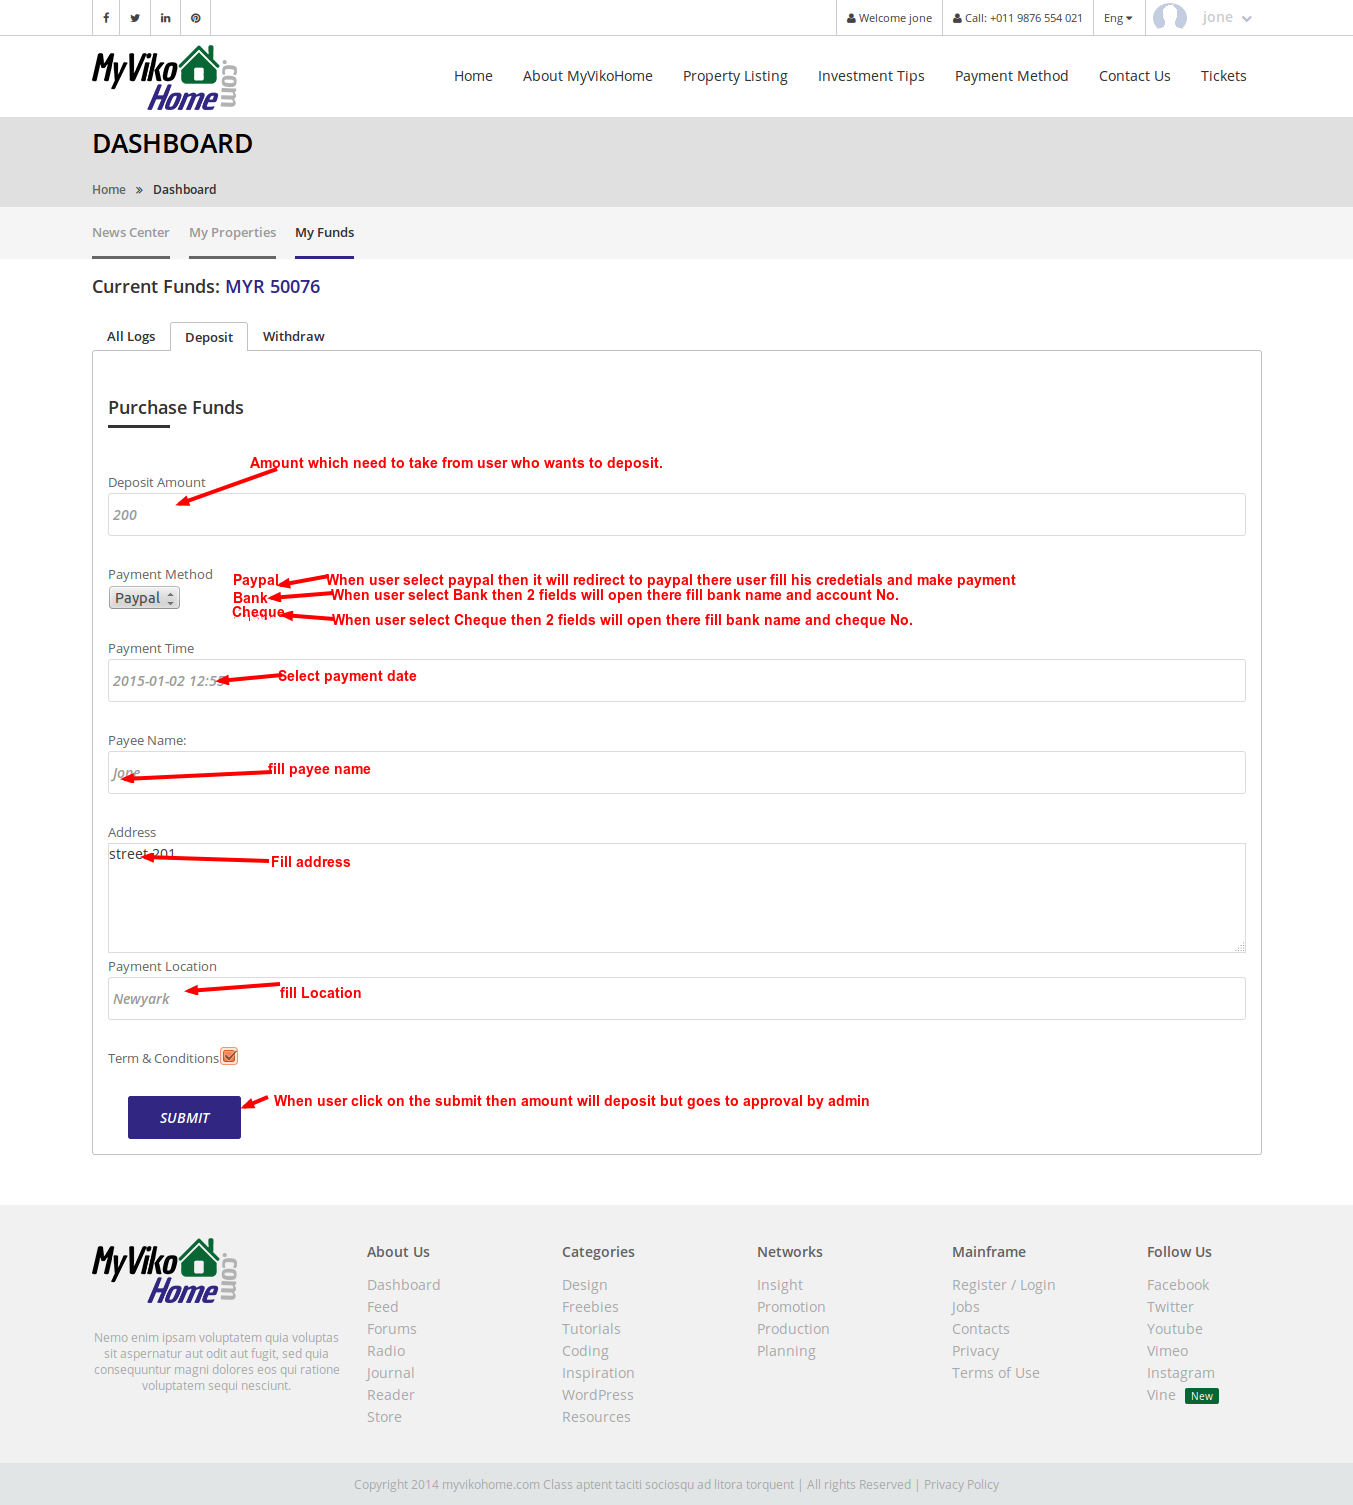 Welcome jone
Call: +011 9876 554 021
Eng
jone
MyViko
Home
.com
Home
About MyVikoHome
Property Listing
Investment Tips
Payment Method
Contact Us
Tickets
DASHBOARD
Home » Dashboard
News Center
My Properties
My Funds
Current Funds: MYR 50076
All Logs
Deposit
Withdraw
Purchase Funds
Amount which need to take from user who wants to deposit.
Deposit Amount
200
Payment Method
Paypal
Paypal
When user select paypal then it will redirect to paypal there user fill his credetials and make payment
Bank
When user select Bank then 2 fields will open there fill bank name and account No.
Cheque
When user select Cheque then 2 fields will open there fill bank name and cheque No.
Payment Time
2015-01-02 12:55
Select payment date
Payee Name:
Jone
fill payee name
Address
street 201
Fill address
Payment Location
Newyark
fill Location
Term & Conditions
SUBMIT
When user click on the submit then amount will deposit but goes to approval by admin
MyViko
Home
.com
Nemo enim ipsam voluptatem quia voluptas
sit aspernatur aut odit aut fugit, sed quia
consequuntur magni dolores eos qui ratione
voluptatem sequi nesciunt.
About Us
Dashboard
Feed
Forums
Radio
Journal
Reader
Store
Categories
Design
Freebies
Tutorials
Coding
Inspiration
WordPress
Resources
Networks
Insight
Promotion
Production
Planning
Mainframe
Register / Login
Jobs
Contacts
Privacy
Terms of Use
Follow Us
Facebook
Twitter
Youtube
Vimeo
Instagram
Vine New
Copyright 2014 myvikohome.com Class aptent taciti sociosqu ad litora torquent | All rights Reserved | Privacy Policy